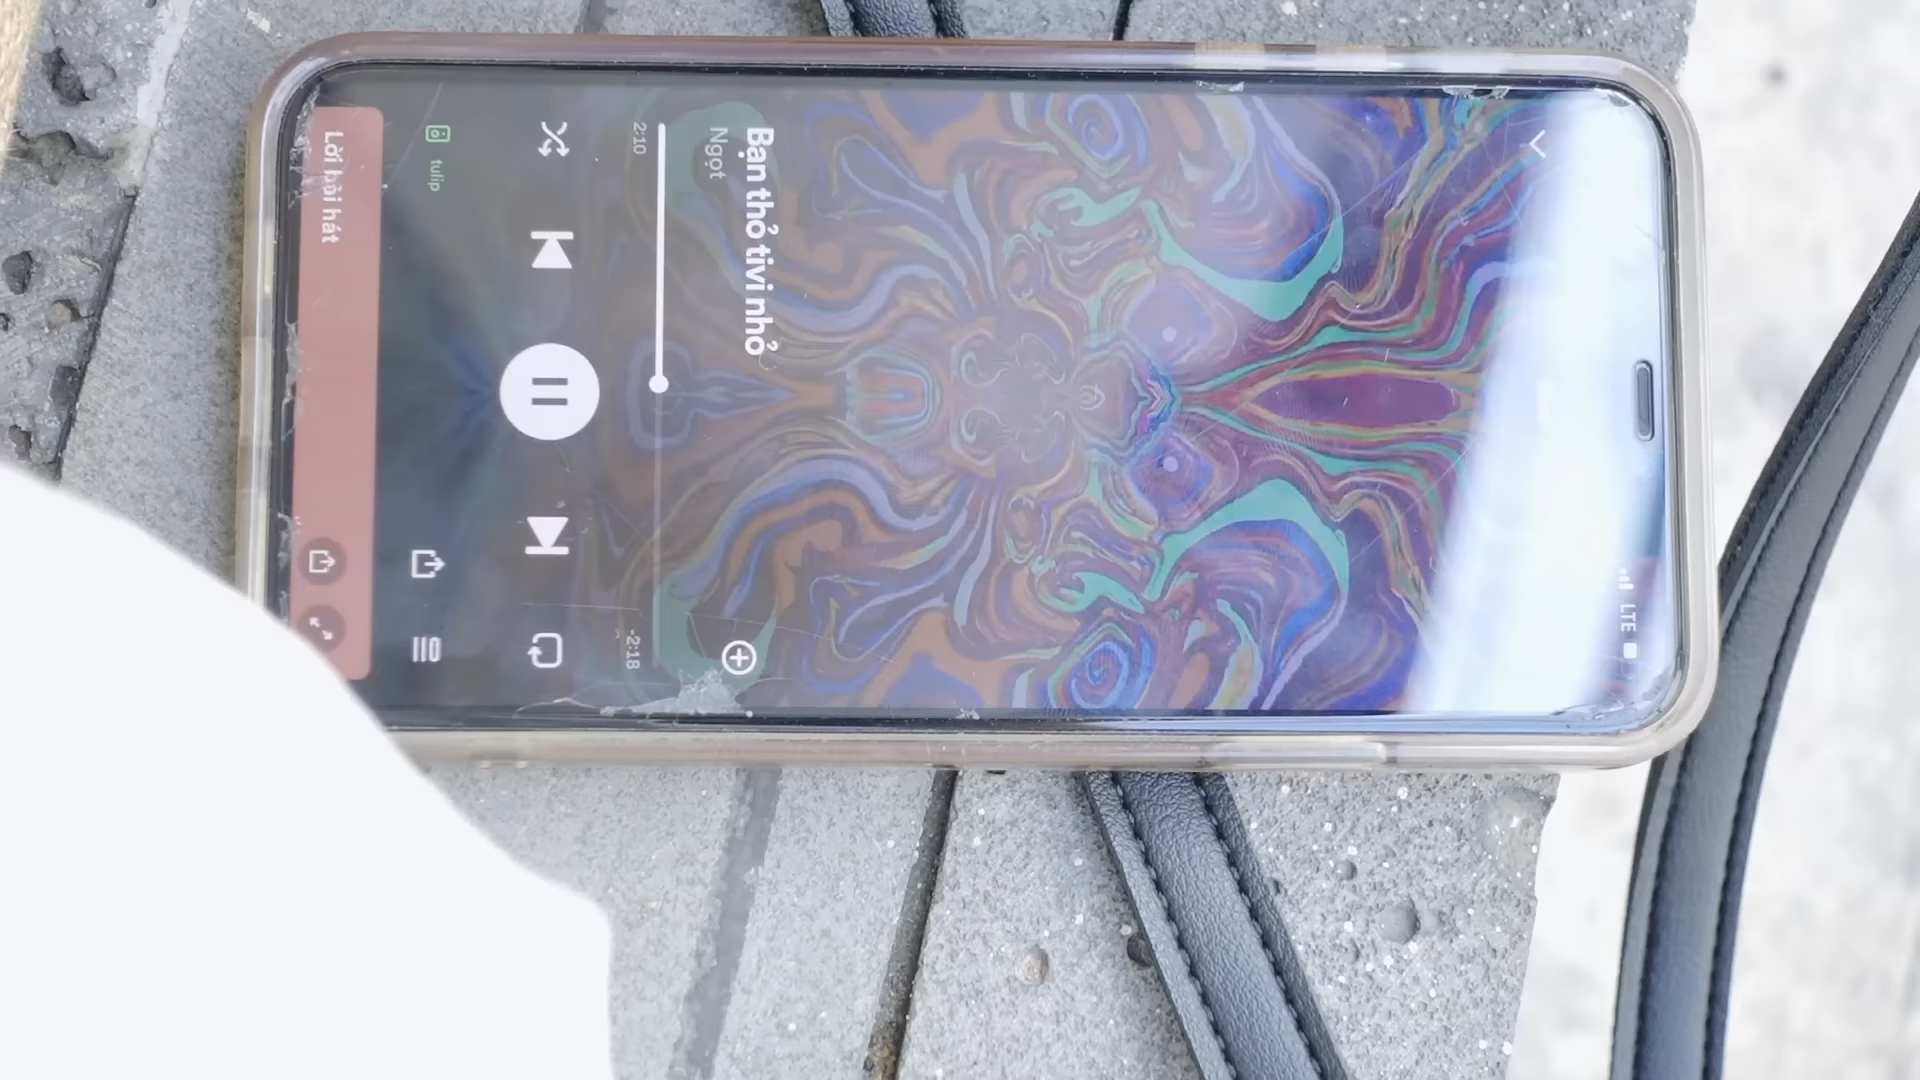 LTE
Bạn thỏ tivi nhỏ
Ngọt
2:10
-2:18
tulip
Lời bài hát